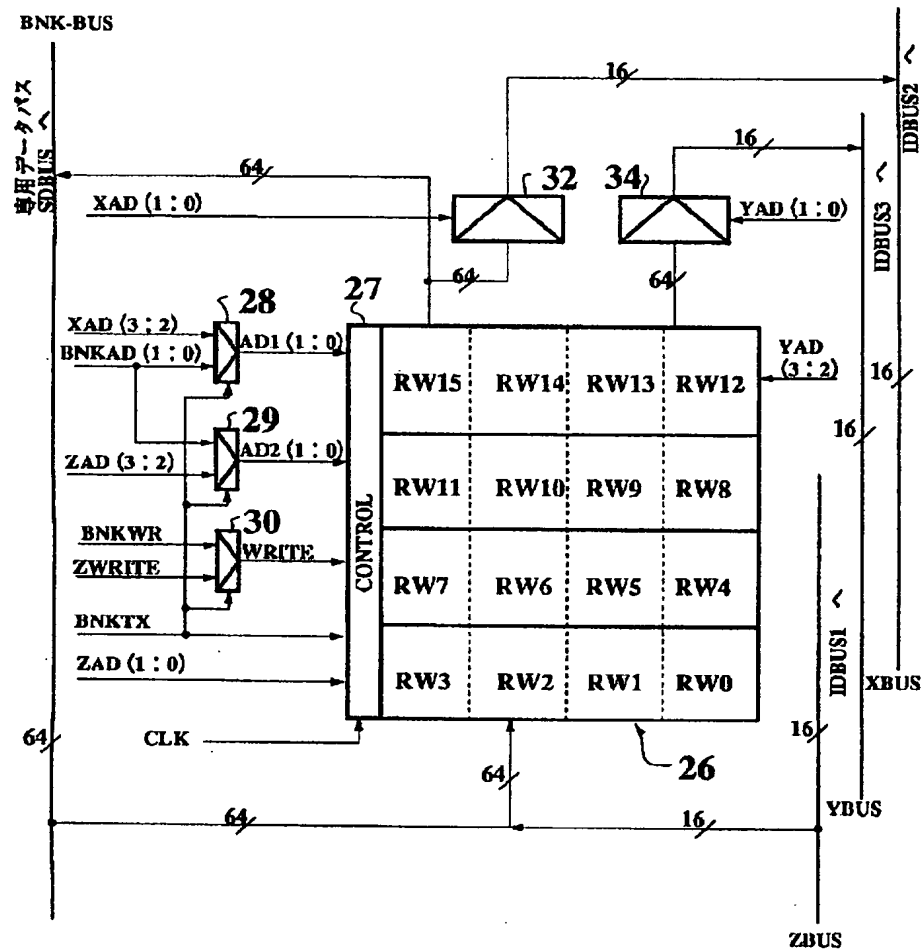 BNK-BUS
専用データバス
SDBUS へ
64
XAD (1:0)
64
32
34
16
16
YAD (1:0)
IDBUS2 へ
IDBUS3 へ
64
64
27
28
XAD (3:2)
BNKAD (1:0)
AD1 (1:0)
29
ZAD (3:2)
AD2 (1:0)
30
BNKWR
ZWRITE
WRITE
BNKTX
ZAD (1:0)
CLK
CONTROL
RW15 RW14 RW13 RW12
RW11 RW10 RW9 RW8
RW7 RW6 RW5 RW4
RW3 RW2 RW1 RW0
YAD
(3:2)
16
16
IDBUS1 へ
XBUS
16
26
64
64
16
YBUS
ZBUS